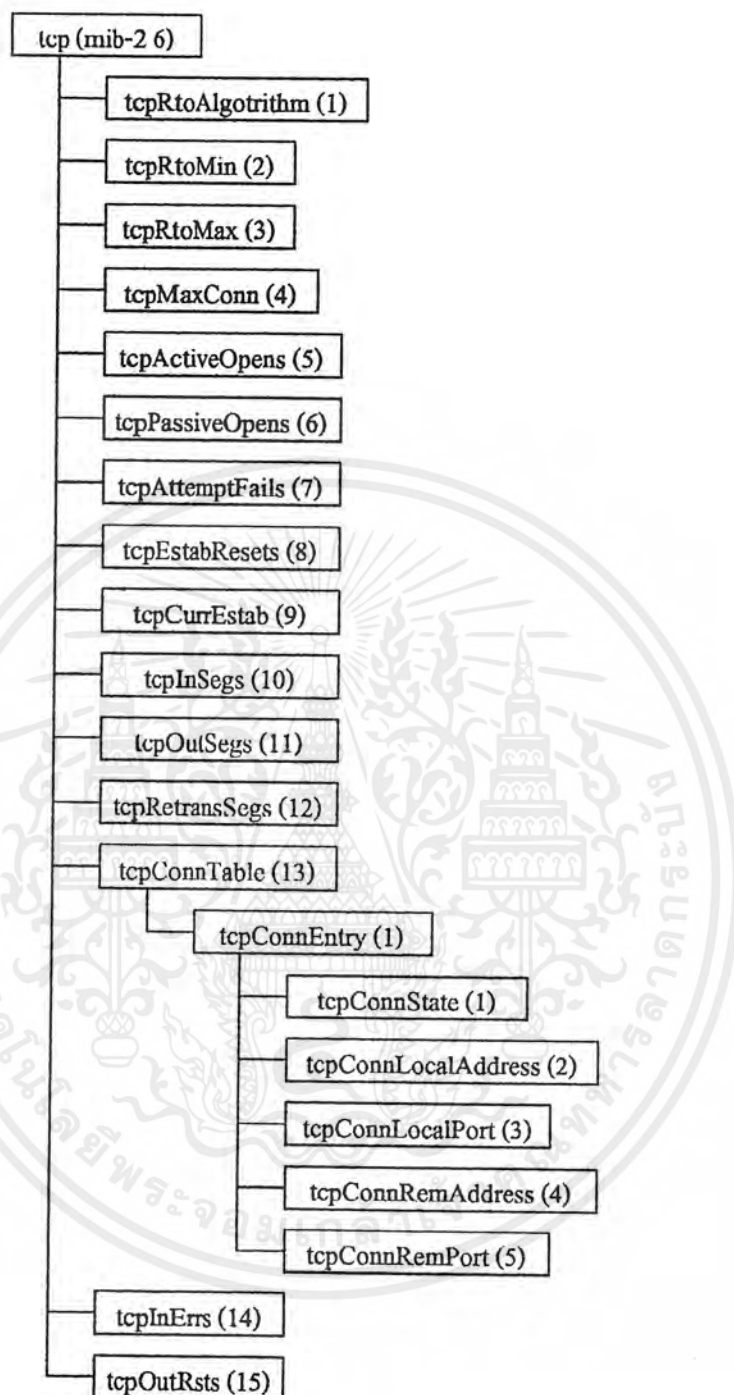 tcp (mib-2 6)
tcpRtoAlgotrithm (1)
tcpRtoMin (2)
tcpRtoMax (3)
tcpMaxConn (4)
tcpActiveOpens (5)
tcpPassiveOpens (6)
tcpAttemptFails (7)
tcpEstabResets (8)
tcpCurrEstab (9)
tcpInSegs (10)
tcpOutSegs (11)
tcpRetransSegs (12)
tcpConnTable (13)
tcpConnEntry (1)
tcpConnState (1)
tcpConnLocalAddress (2)
tcpConnLocalPort (3)
tcpConnRemAddress (4)
tcpConnRemPort (5)
tcpInErrs (14)
tcpOutRsts (15)